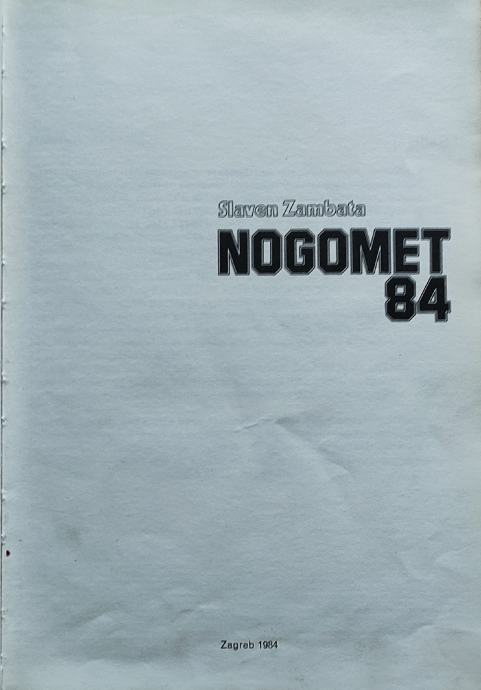 Slaven Zambata
NOGOMET
84
Zagreb 1984